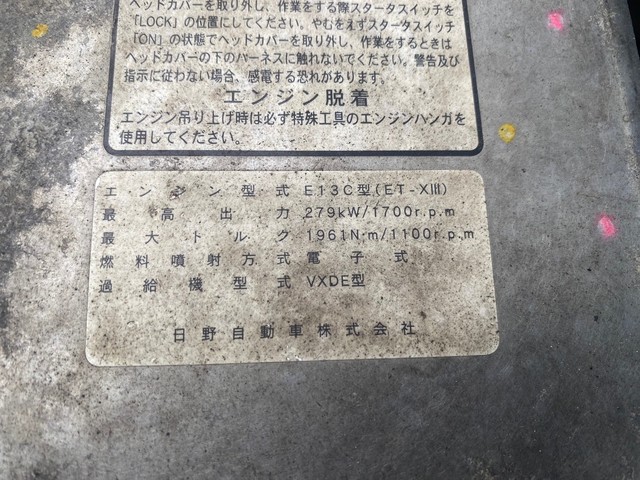 ヘッドカバーを取り外し、作業をする際スタータスイッチを
「LOCK」の位置にしてください。やむをえずスタータスイッチ
「ON」の状態でヘッドカバーを取り外し、作業をするときは
ヘッドカバーの下のハーネスに触れないでください。警告及び
指示に従わない場合、感電する恐れがあります。
エンジン脱着
エンジン吊り上げ時は必ず特殊工具のエンジンハンガを
使用してください。
エンジン型式 E13C型(ET-XIII)
最高出力 279kW/1700r.p.m
最大トルク 1961N·m/1100r.p.m
燃料噴射方式 電子式
過給機型式 VXDE型
日野自動車株式会社